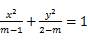 x²/(m−1) + y²/(2−m) = 1